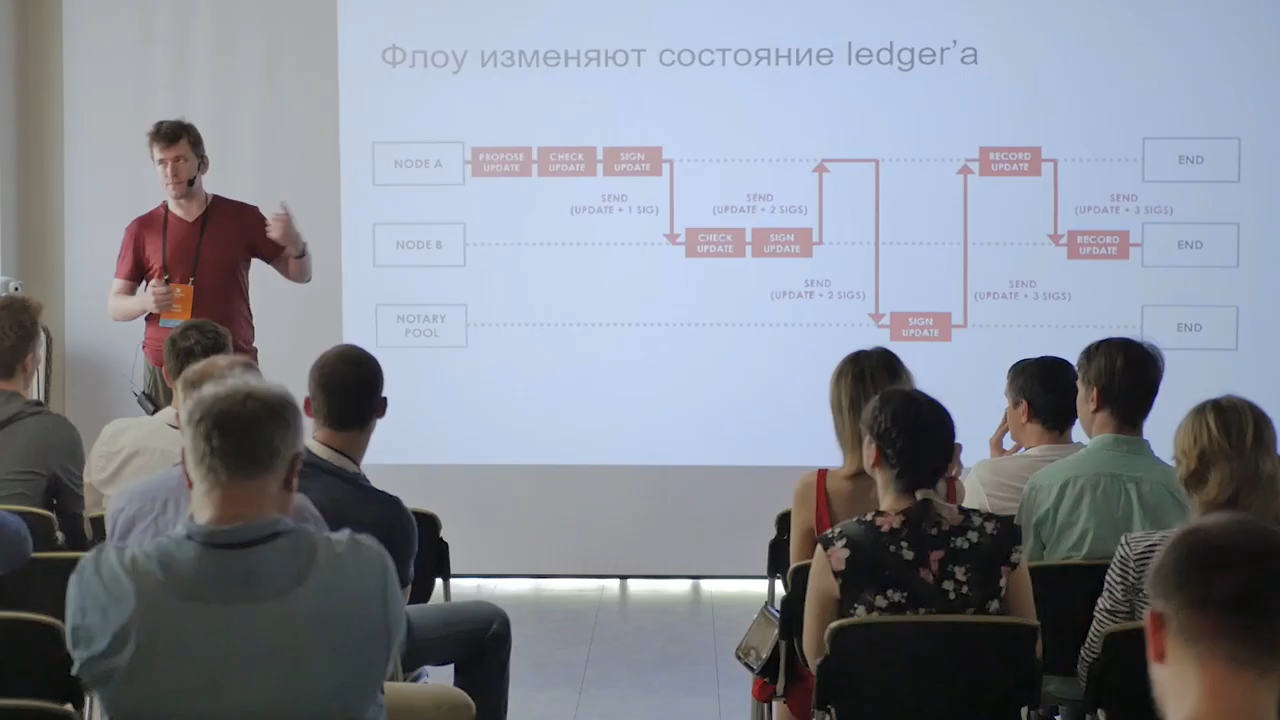 Флоу изменяют состояние ledger’а
NODE A
PROPOSE
UPDATE
CHECK
UPDATE
SIGN
UPDATE
RECORD
UPDATE
END
SEND
(UPDATE + 1 SIG)
SEND
(UPDATE + 2 SIGS)
SEND
(UPDATE + 3 SIGS)
NODE B
CHECK
UPDATE
SIGN
UPDATE
RECORD
UPDATE
END
SEND
(UPDATE + 2 SIGS)
SEND
(UPDATE + 3 SIGS)
NOTARY
POOL
SIGN
UPDATE
END